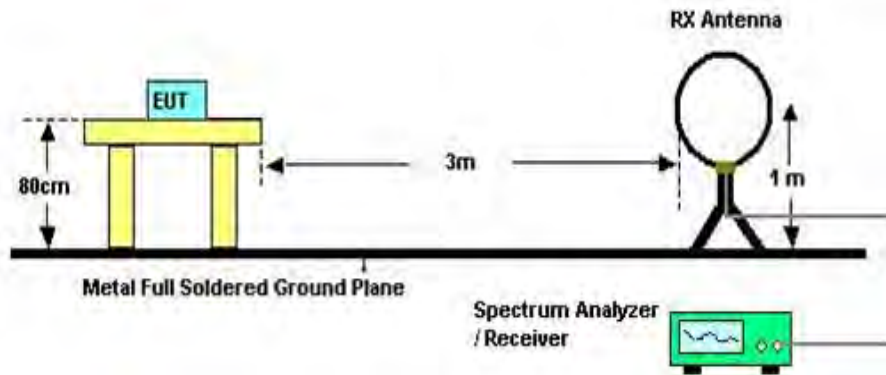 RX Antenna
EUT
80cm
3m
1 m
Metal Full Soldered Ground Plane
Spectrum Analyzer
/ Receiver